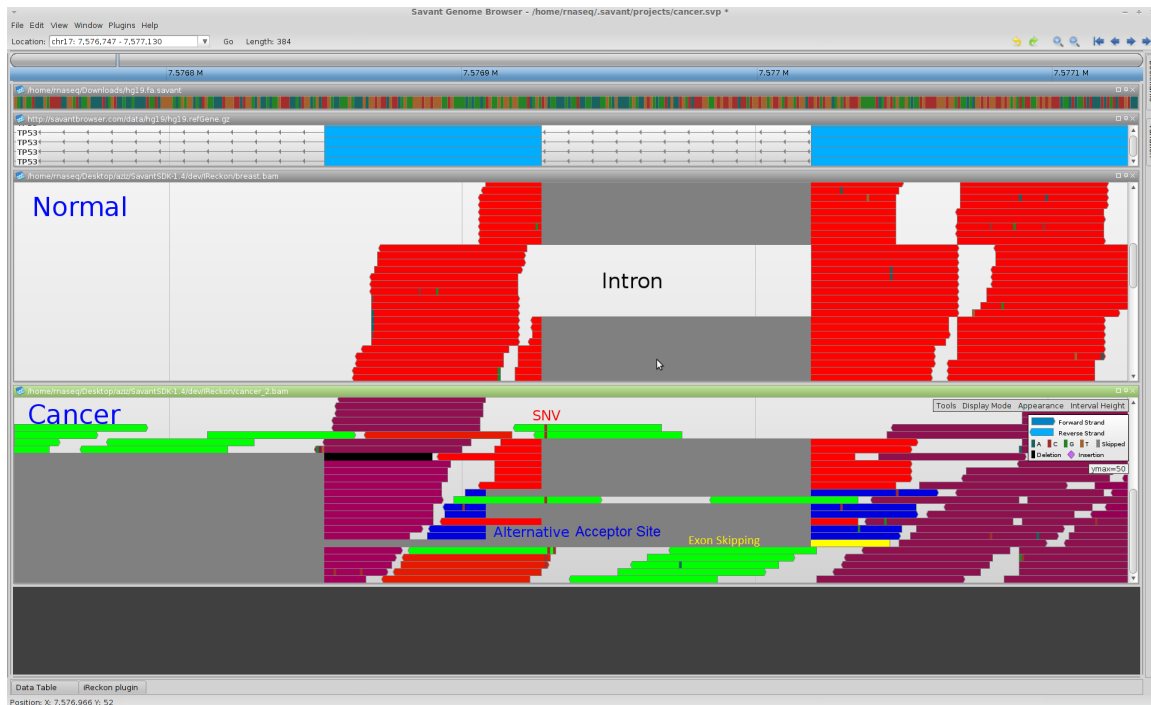 Savant Genome Browser - /home/rnaseq/.savant/projects/cancer.svp *
File Edit View Window Plugins Help
Location: chr17: 7,576,747 - 7,577,130 Go Length: 384
7.5768 M 7.5769 M 7.577 M 7.5771 M
/home/rnaseq/Downloads/hg19.fa.savant
http://savantbrowser.com/data/hg19/hg19.refGene.gz
TP53
TP53
TP53
TP53
/home/rnaseq/Desktop/aziz/SavantSDK-1.4/dev/iReckon/breast.bam
Normal
Intron
/home/rnaseq/Desktop/aziz/SavantSDK-1.4/dev/iReckon/cancer_2.bam
Cancer
SNV
Tools Display Mode Appearance Interval Height
Forward Strand
Reverse Strand
A C G T Skipped
Deletion Insertion
ymax=50
Alternative Acceptor Site
Exon Skipping
Data Table iReckon plugin
Position: X: 7,576,966 Y: 52